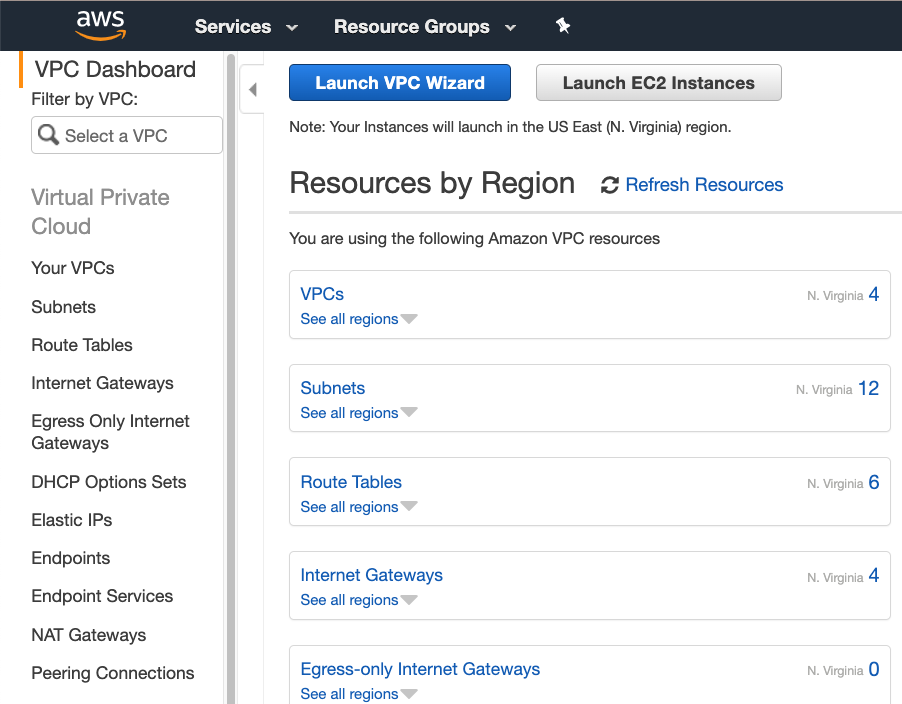 aws
Services
Resource Groups
VPC Dashboard
Filter by VPC:
Select a VPC
Virtual Private
Cloud
Your VPCs
Subnets
Route Tables
Internet Gateways
Egress Only Internet
Gateways
DHCP Options Sets
Elastic IPs
Endpoints
Endpoint Services
NAT Gateways
Peering Connections
Launch VPC Wizard
Launch EC2 Instances
Note: Your Instances will launch in the US East (N. Virginia) region.
Resources by Region
Refresh Resources
You are using the following Amazon VPC resources
VPCs
N. Virginia 4
See all regions
Subnets
N. Virginia 12
See all regions
Route Tables
N. Virginia 6
See all regions
Internet Gateways
N. Virginia 4
See all regions
Egress-only Internet Gateways
N. Virginia 0
See all regions